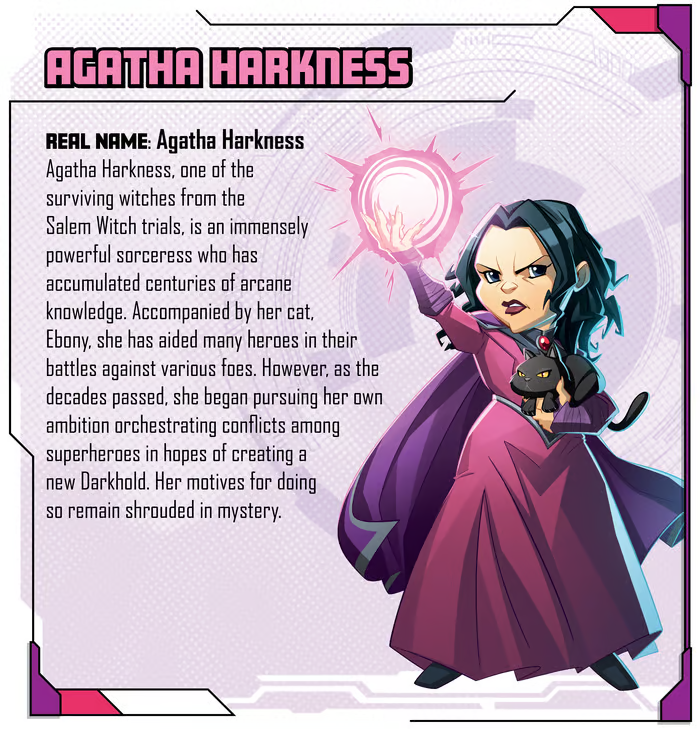 AGATHA HARKNESS
REAL NAME: Agatha Harkness
Agatha Harkness, one of the
surviving witches from the
Salem Witch trials, is an immensely
powerful sorceress who has
accumulated centuries of arcane
knowledge. Accompanied by her cat,
Ebony, she has aided many heroes in their
battles against various foes. However, as the
decades passed, she began pursuing her own
ambition orchestrating conflicts among
superheroes in hopes of creating a
new Darkhold. Her motives for doing
so remain shrouded in mystery.